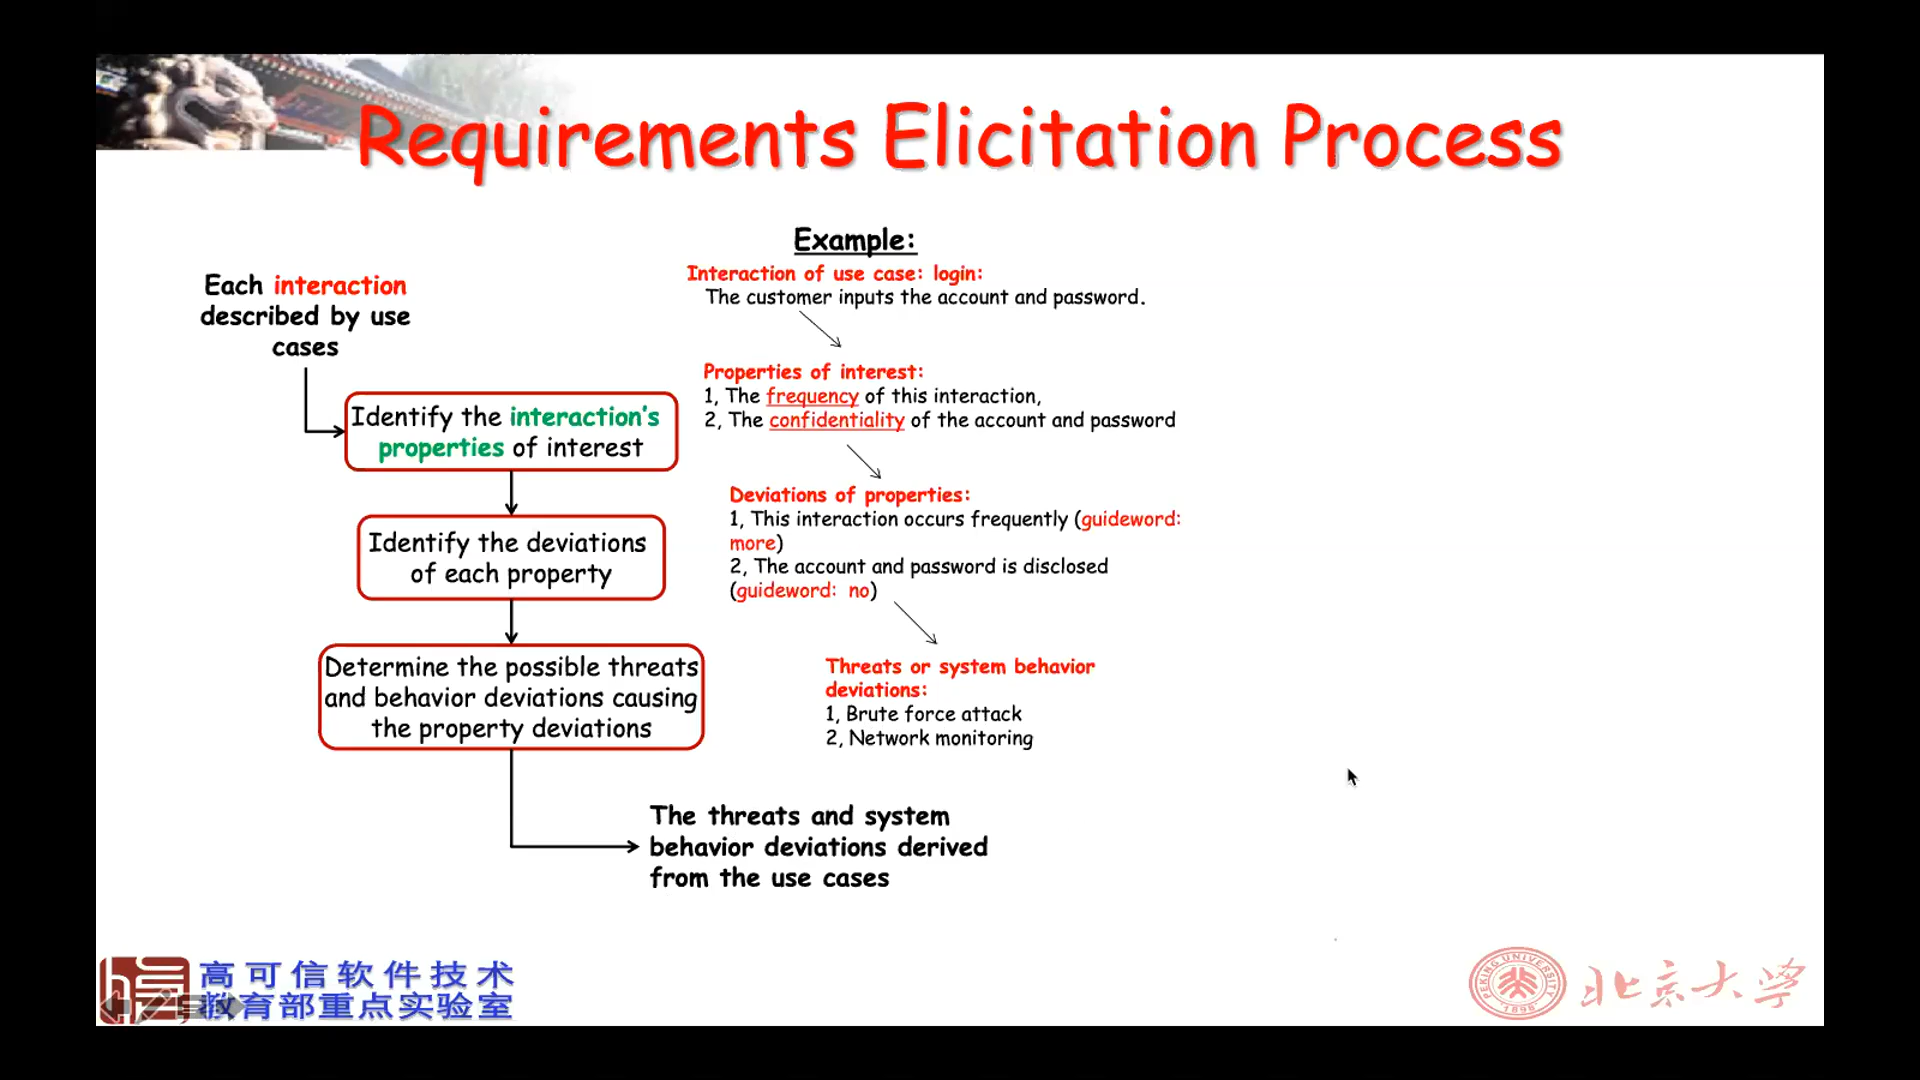 Requirements Elicitation Process
Each interaction
described by use
cases
Identify the interaction's
properties of interest
Identify the deviations
of each property
Determine the possible threats
and behavior deviations causing
the property deviations
The threats and system
behavior deviations derived
from the use cases
Example:
Interaction of use case: login:
The customer inputs the account and password.
Properties of interest:
1, The frequency of this interaction,
2, The confidentiality of the account and password
Deviations of properties:
1, This interaction occurs frequently (guideword:
more)
2, The account and password is disclosed
(guideword: no)
Threats or system behavior
deviations:
1, Brute force attack
2, Network monitoring
高可信软件技术
教育部重点实验室
PEKING UNIVERSITY
1898
北京大学